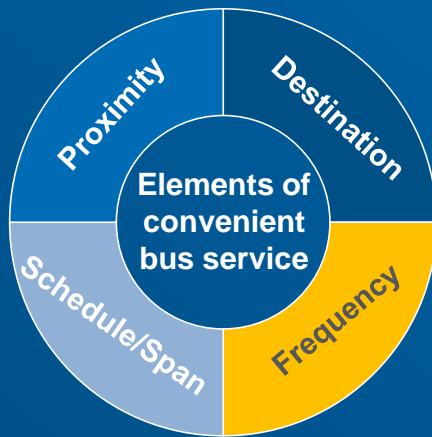 Proximity
Destination
Elements of
convenient
bus service
Schedule/Span
Frequency